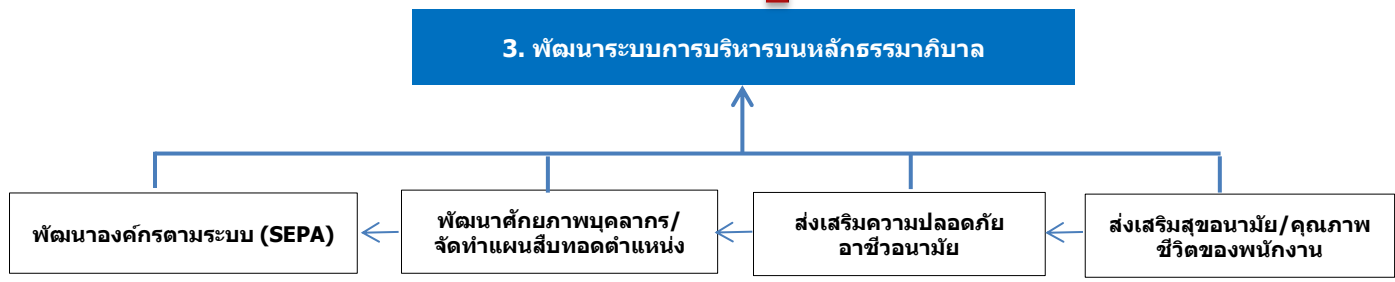 3. พัฒนาระบบการบริหารบนหลักธรรมาภิบาล
พัฒนาองค์กรตามระบบ (SEPA)
พัฒนาศักยภาพบุคลากร/
จัดทำแผนสืบทอดตำแหน่ง
ส่งเสริมความปลอดภัย
อาชีวอนามัย
ส่งเสริมสุขอนามัย/คุณภาพ
ชีวิตของพนักงาน